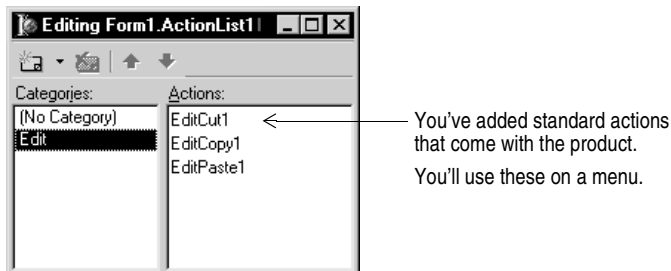 Editing Form1.ActionList1
Categories:
Actions:
(No Category)
Edit
EditCut1
EditCopy1
EditPaste1
You've added standard actions
that come with the product.
You'll use these on a menu.